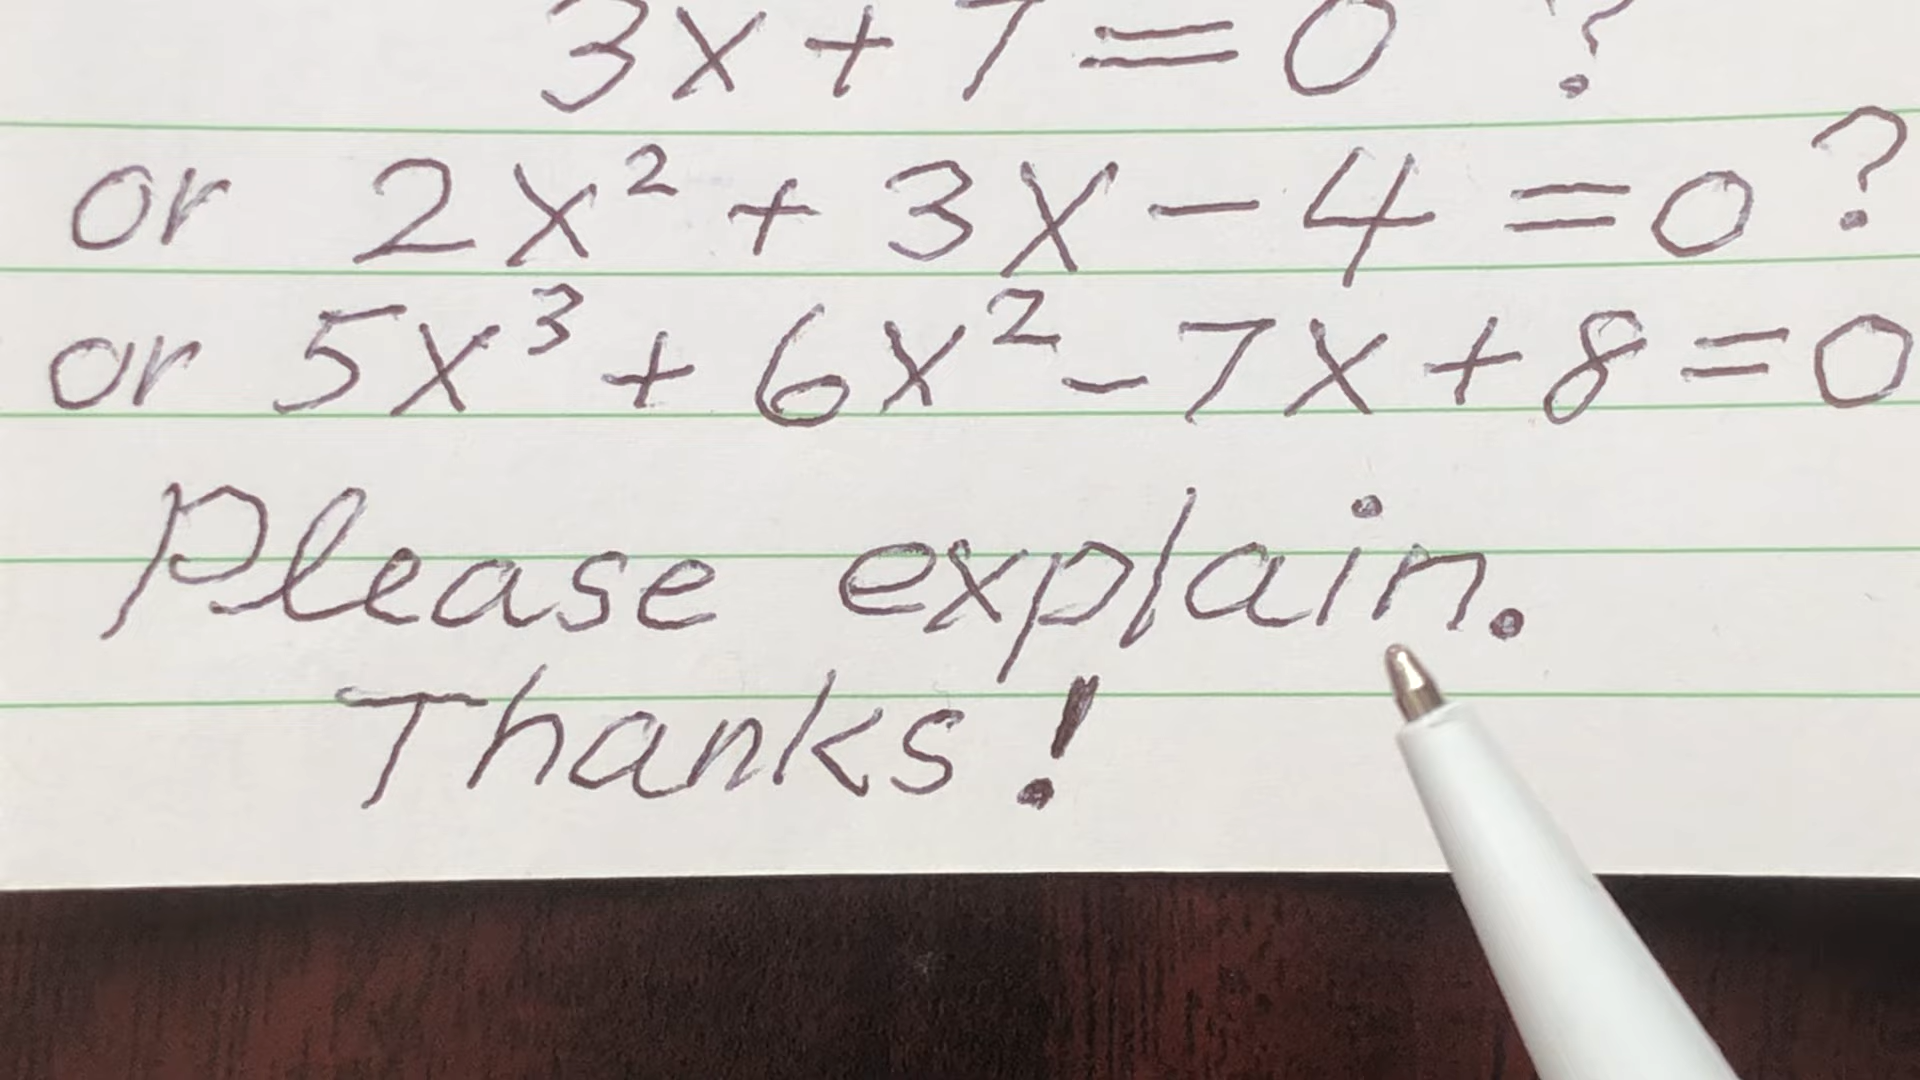 3x + 7 = 0 ?
or 2x² + 3x - 4 = 0 ?
or 5x³ + 6x² - 7x + 8 = 0
Please explain.
Thanks!